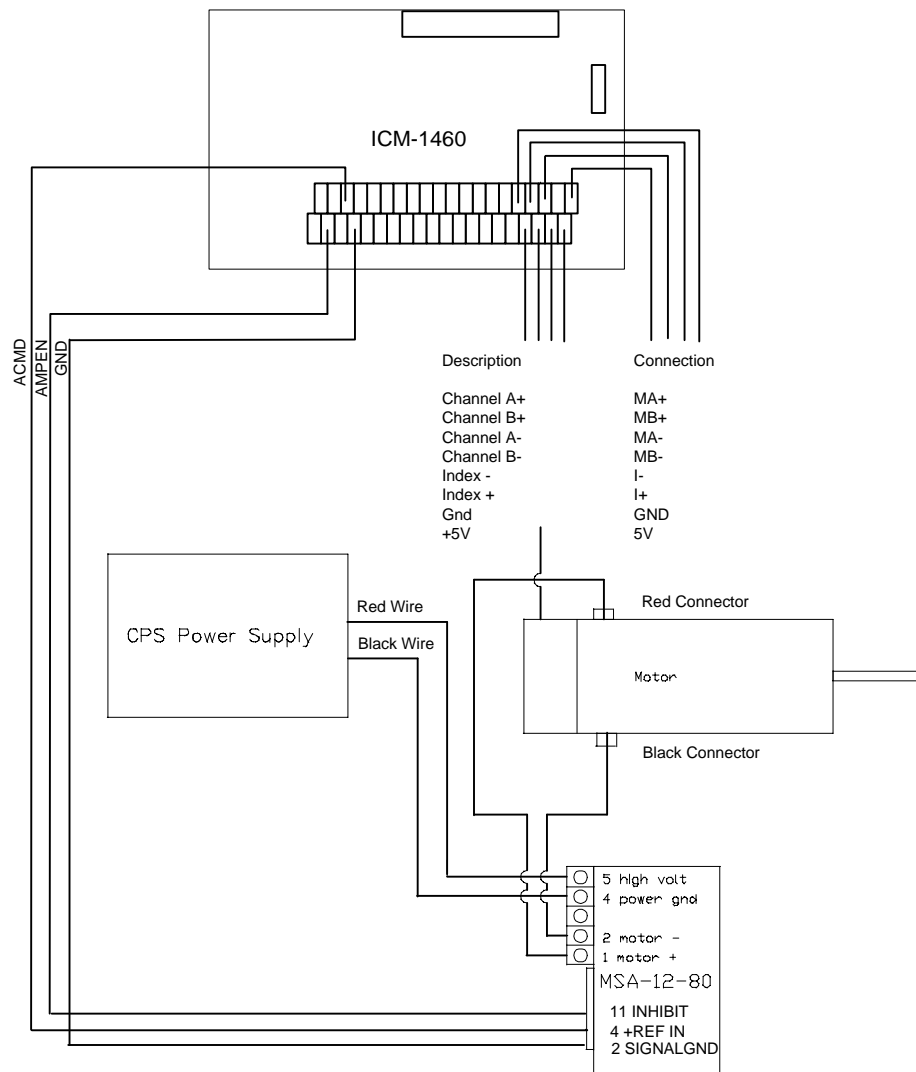 ICM-1460
ACMD
AMPEN
GND
Description Connection
Channel A+ MA+
Channel B+ MB+
Channel A- MA-
Channel B- MB-
Index - I-
Index + I+
Gnd GND
+5V 5V
Red Wire
Black Wire
CPS Power Supply
Red Connector
Motor
Black Connector
5 high volt
4 power gnd
2 motor -
1 motor +
MSA-12-80
11 INHIBIT
4 +REF IN
2 SIGNALGND